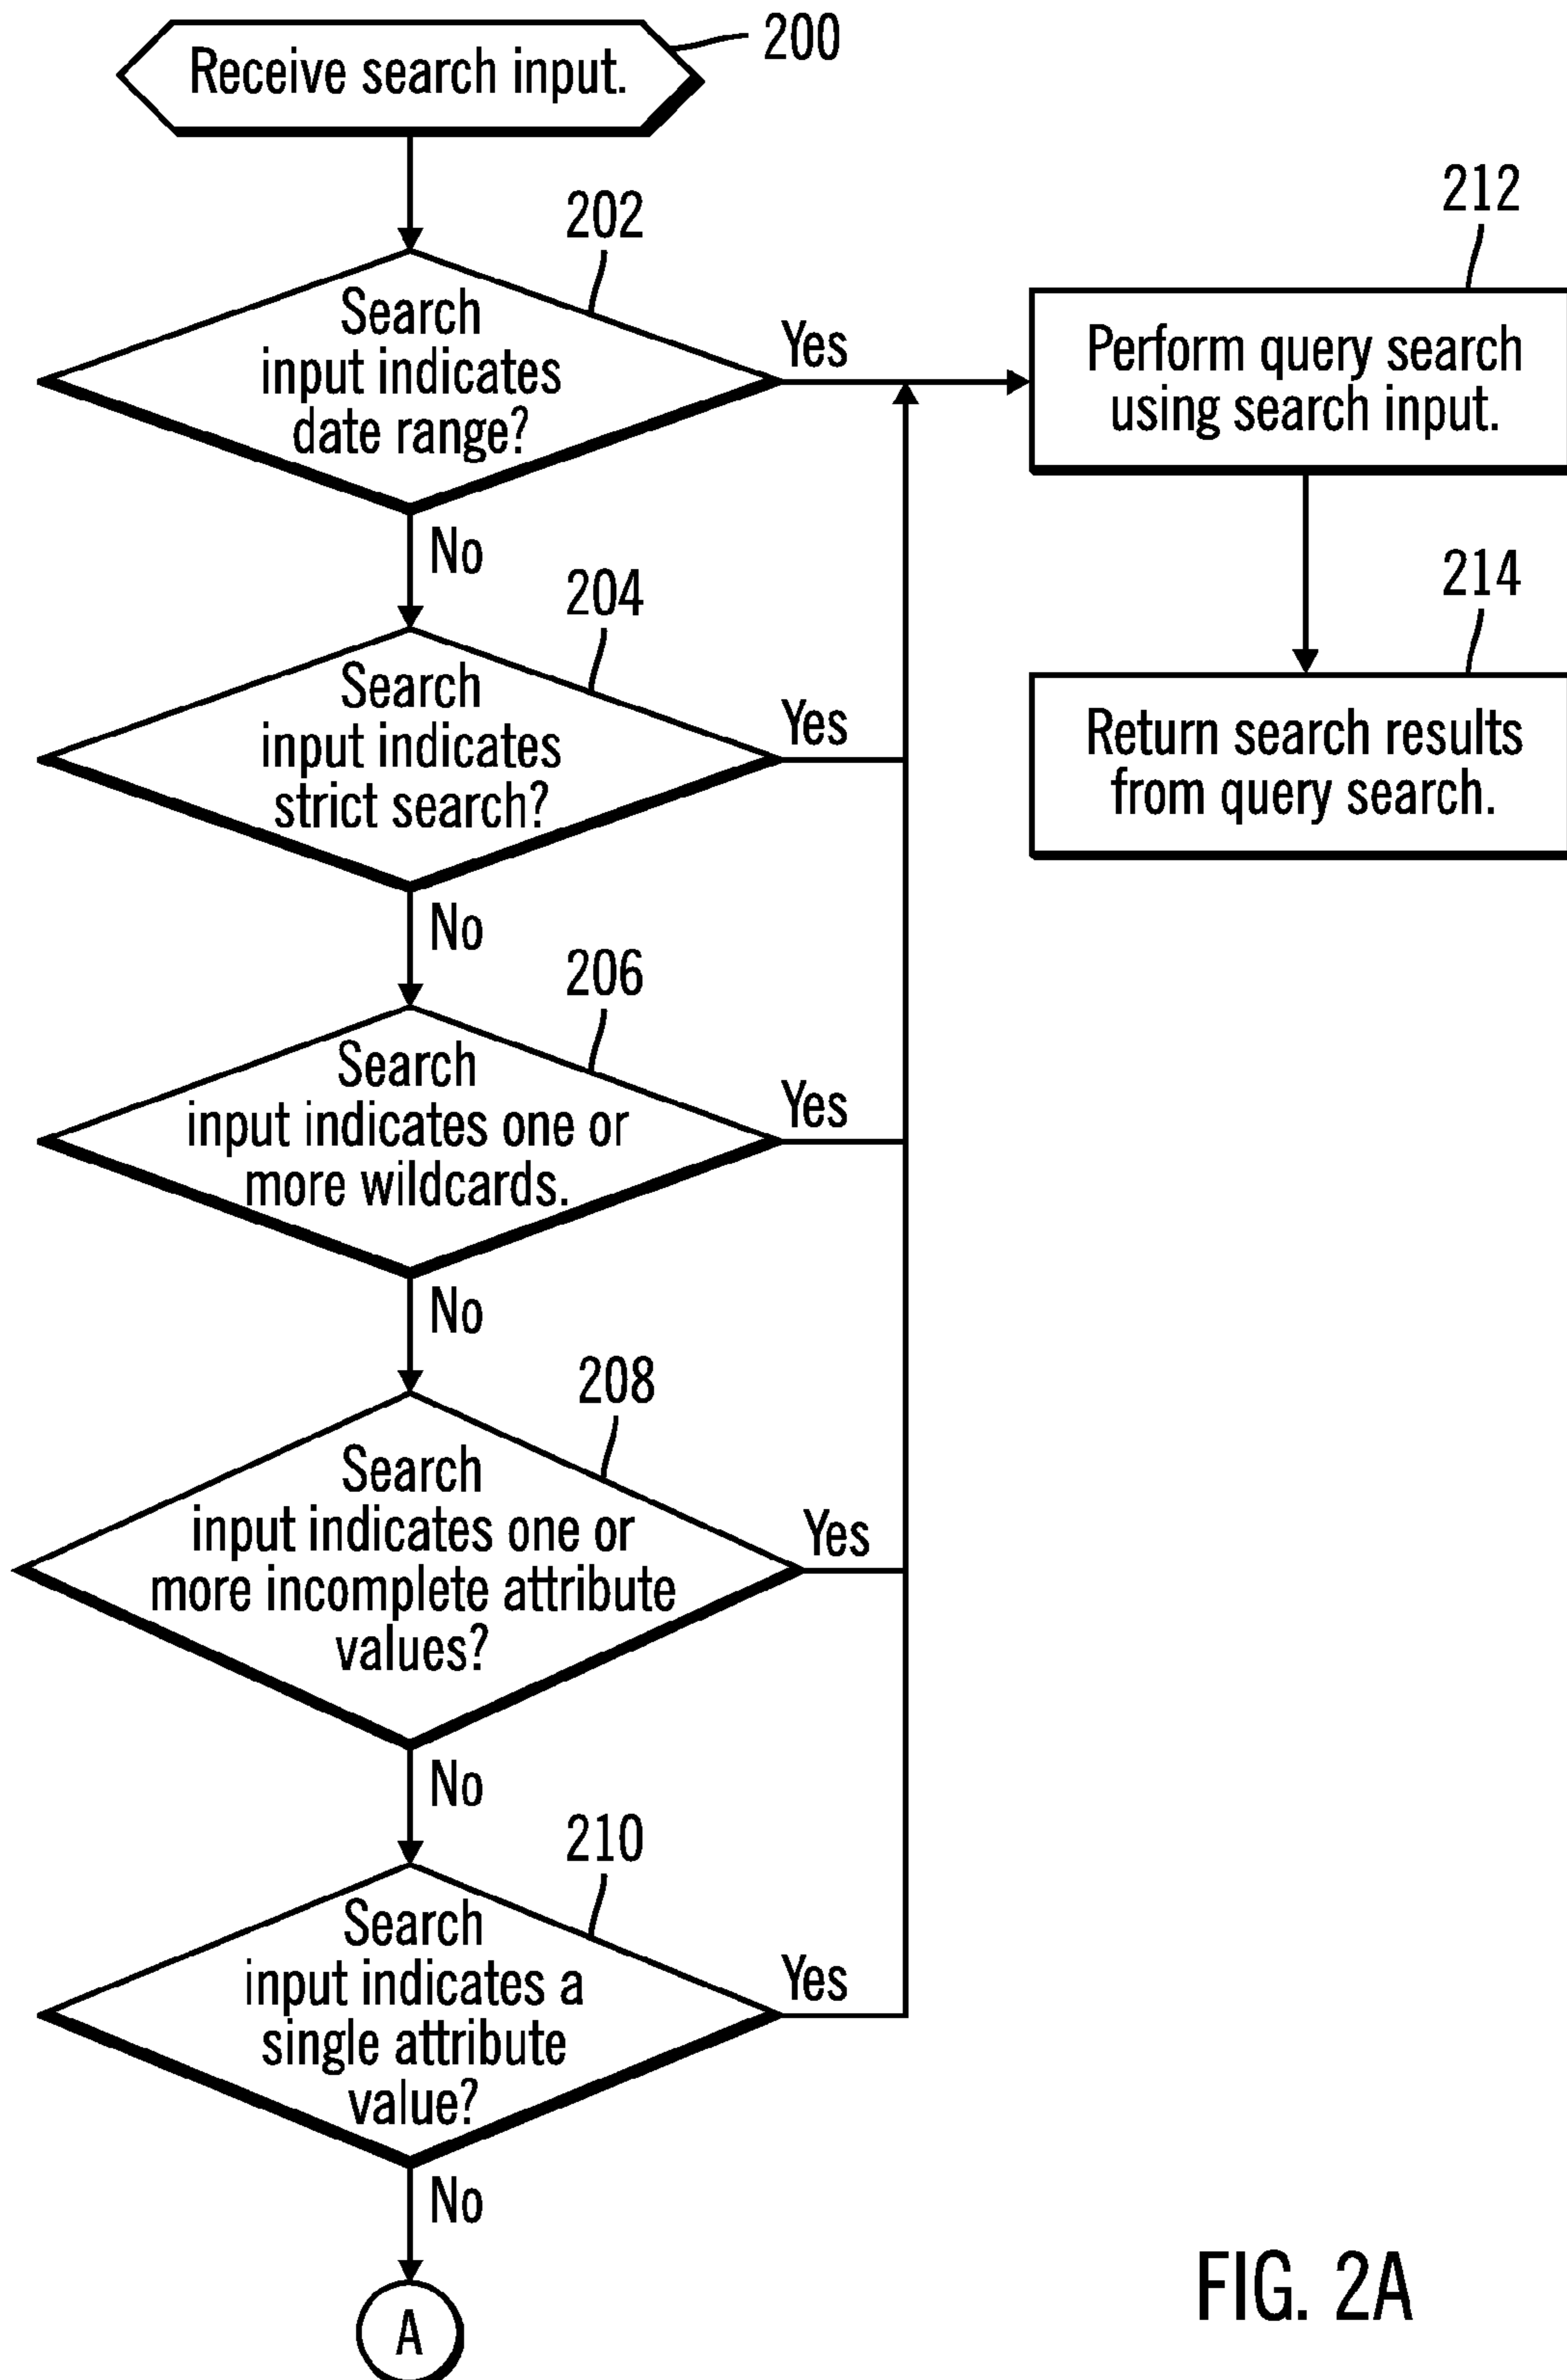 Receive search input.
200
202
Search
input indicates
date range?
Yes
No
212
Perform query search
using search input.
204
Search
input indicates
strict search?
Yes
No
214
Return search results
from query search.
206
Search
input indicates one or
more wildcards.
Yes
No
208
Search
input indicates one or
more incomplete attribute
values?
Yes
No
210
Search
input indicates a
single attribute
value?
Yes
No
A
FIG. 2A